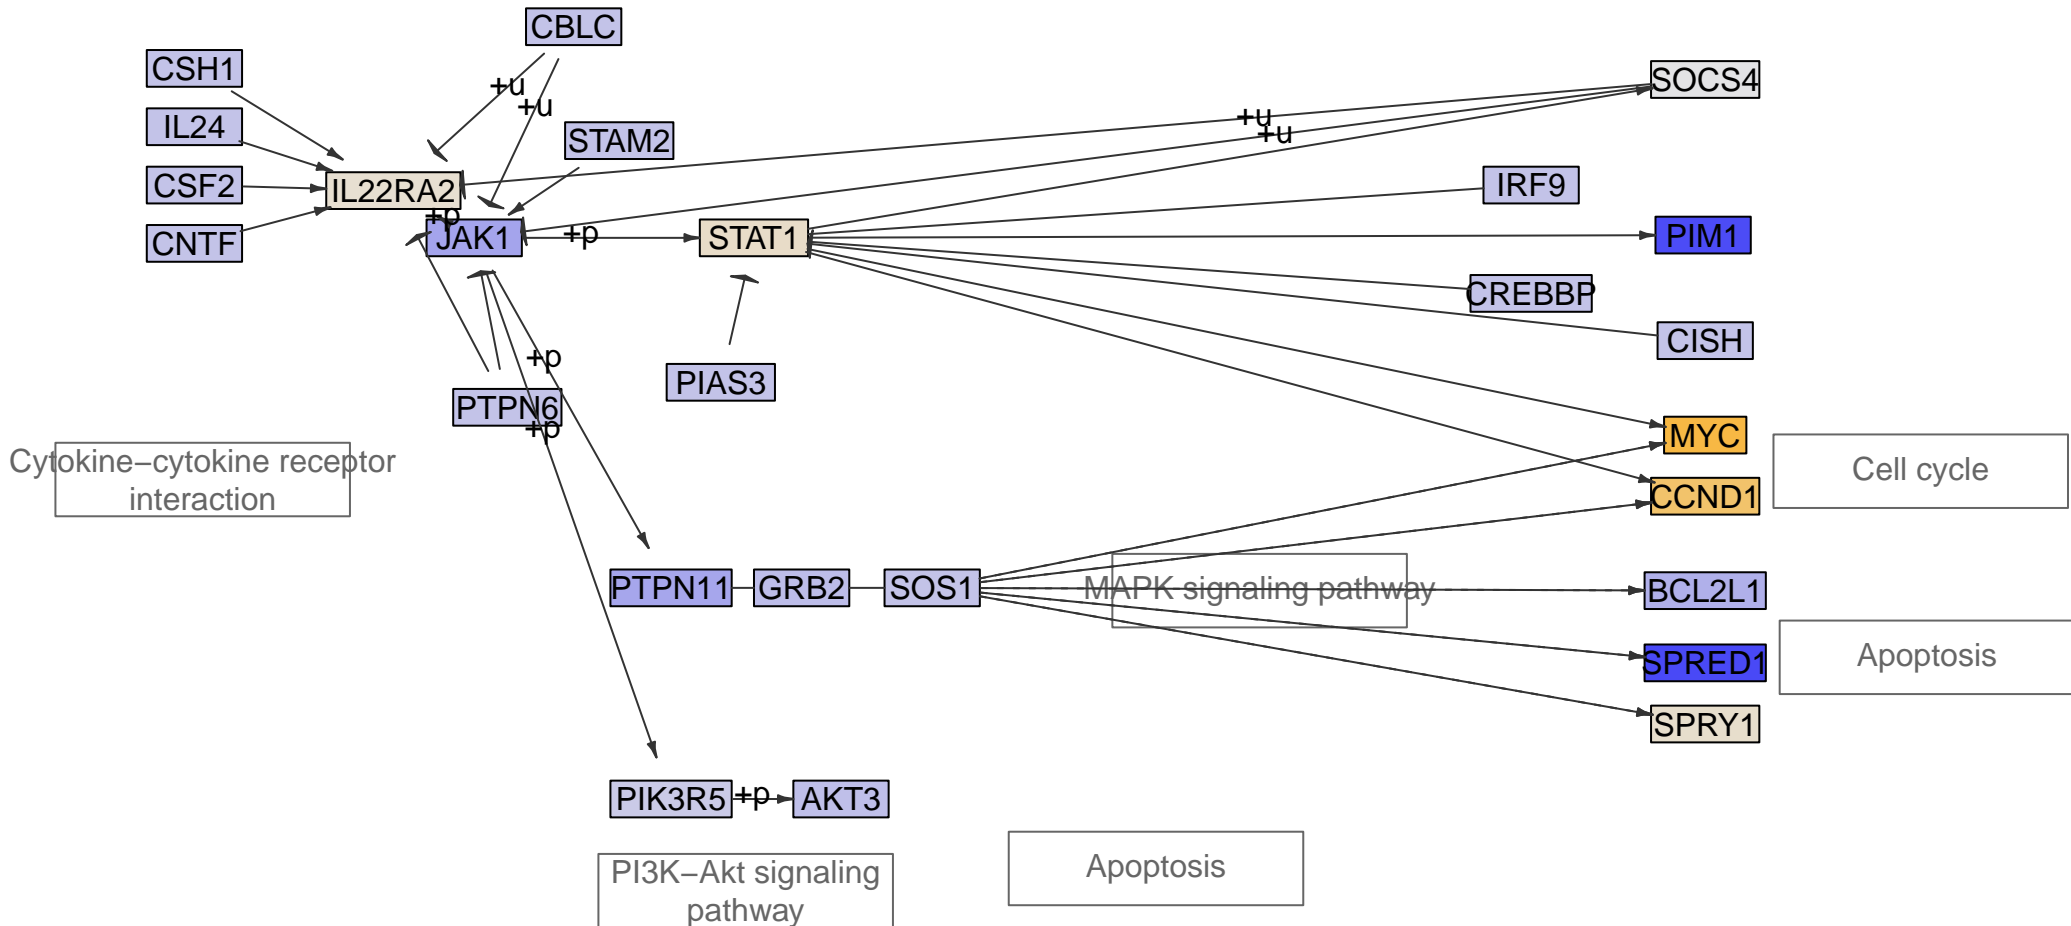 CBLC
CSH1
+u
SOCS4
+u
+u
IL24
+u
STAM2
CSF2
IL22RA2
IRF9
+p
CNTF
JAK1
+p
STAT1
PIM1
CREBBP
CISH
+p
PIAS3
PTPN6
+p
MYC
Cytokine–cytokine receptor
interaction
Cell cycle
CCND1
PTPN11
GRB2
SOS1
MAPK signaling pathway
BCL2L1
SPRED1
Apoptosis
SPRY1
PIK3R5
+p
AKT3
PI3K–Akt signaling
pathway
Apoptosis